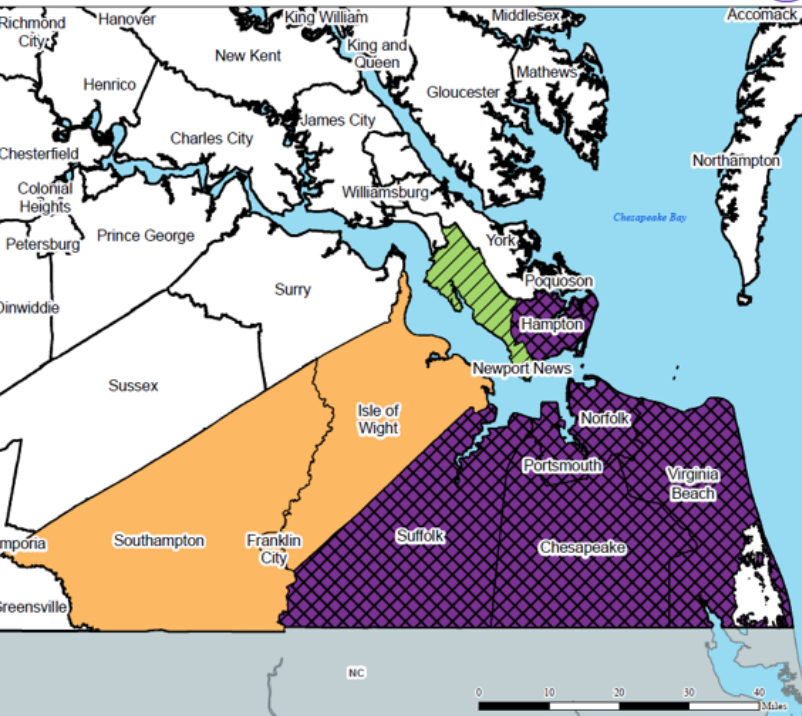 Richmond
City
Hanover
King William
Middlesex
Accomack
New Kent
King and
Queen
Henrico
Mathews
Gloucester
James City
Charles City
Chesterfield
Northampton
Williamsburg
Colonial
Heights
Chesapeake Bay
Petersburg
Prince George
York
Poquoson
Surry
Dinwiddie
Hampton
Newport News
Sussex
Isle of
Wight
Norfolk
Portsmouth
Virginia
Beach
Suffolk
Chesapeake
mporia
Southampton
Franklin
City
Greensville
NC
0 10 20 30 40
Miles